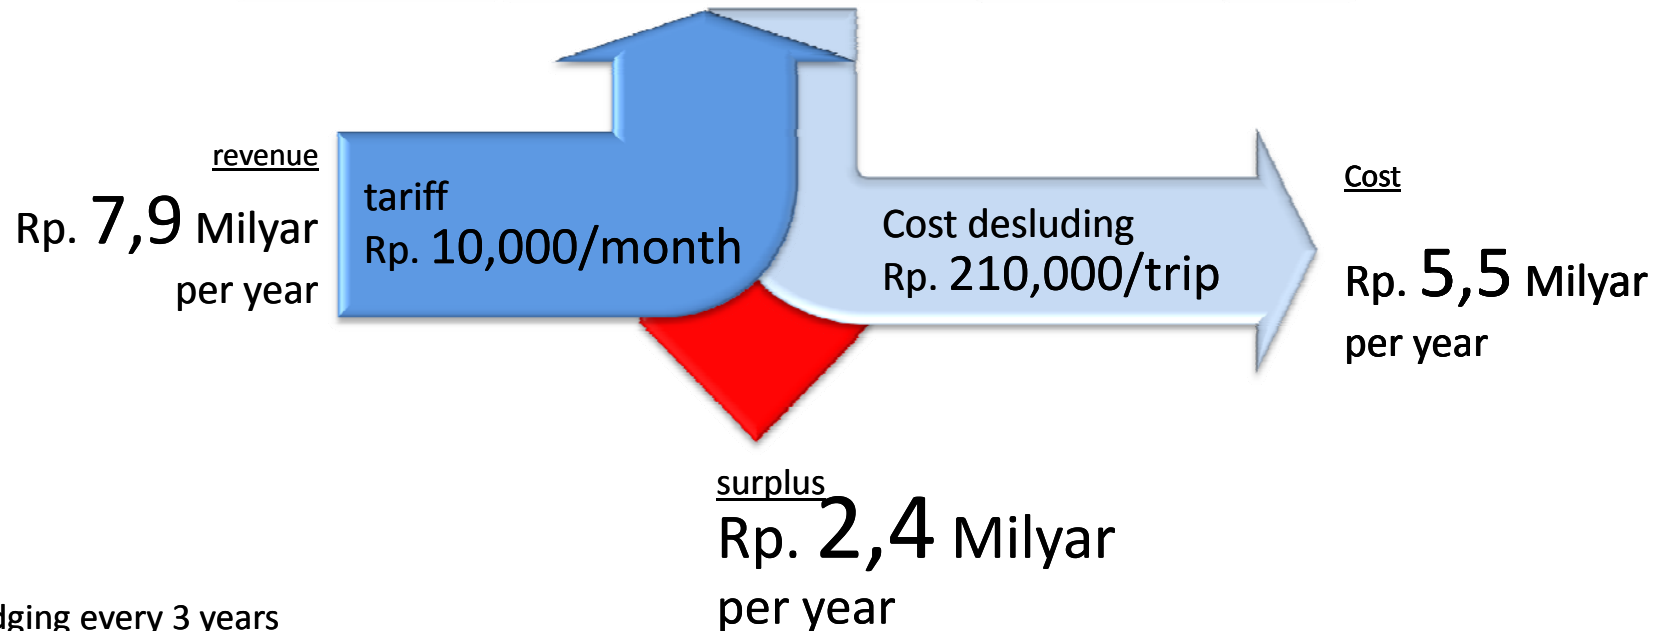 revenue
Rp. 7,9 Milyar
per year
tariff
Rp. 10,000/month
Cost desluding
Rp. 210,000/trip
Cost
Rp. 5,5 Milyar
per year
surplus
Rp. 2,4 Milyar
per year
every 3 years